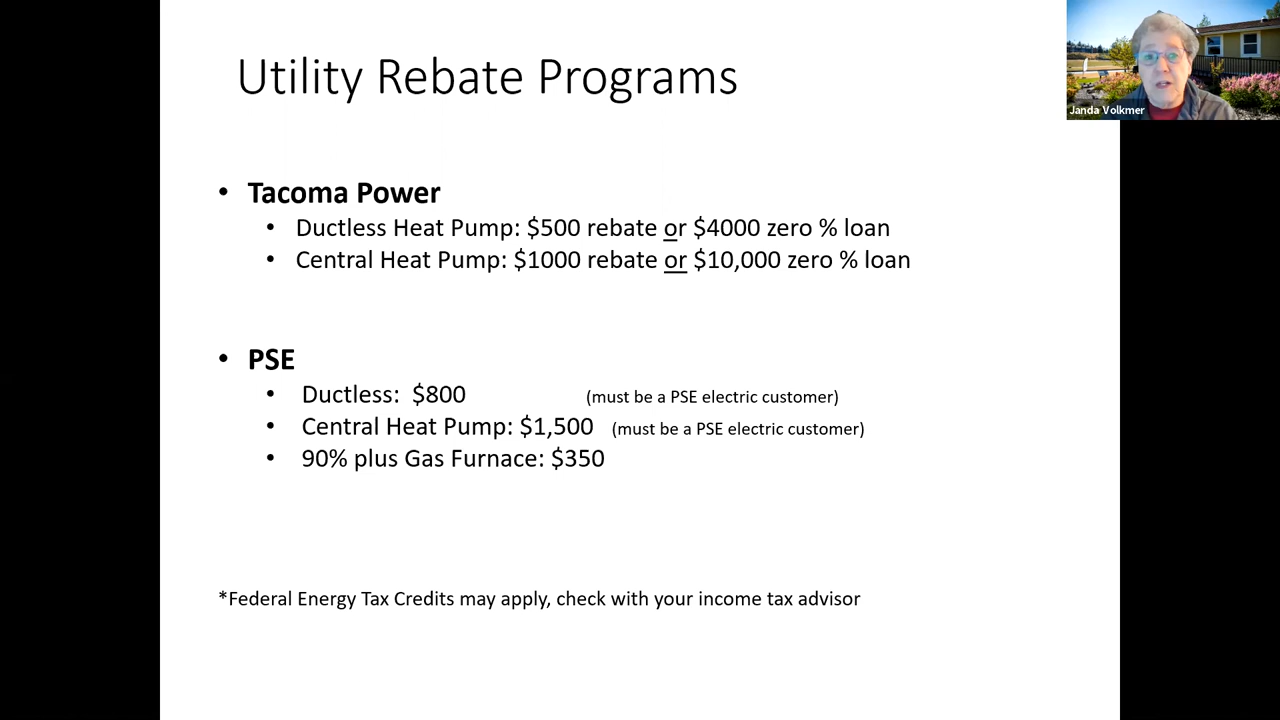 Utility Rebate Programs
Janda Volkmer
• Tacoma Power
• Ductless Heat Pump: $500 rebate or $4000 zero % loan
• Central Heat Pump: $1000 rebate or $10,000 zero % loan
• PSE
• Ductless: $800 (must be a PSE electric customer)
• Central Heat Pump: $1,500 (must be a PSE electric customer)
• 90% plus Gas Furnace: $350
*Federal Energy Tax Credits may apply, check with your income tax advisor